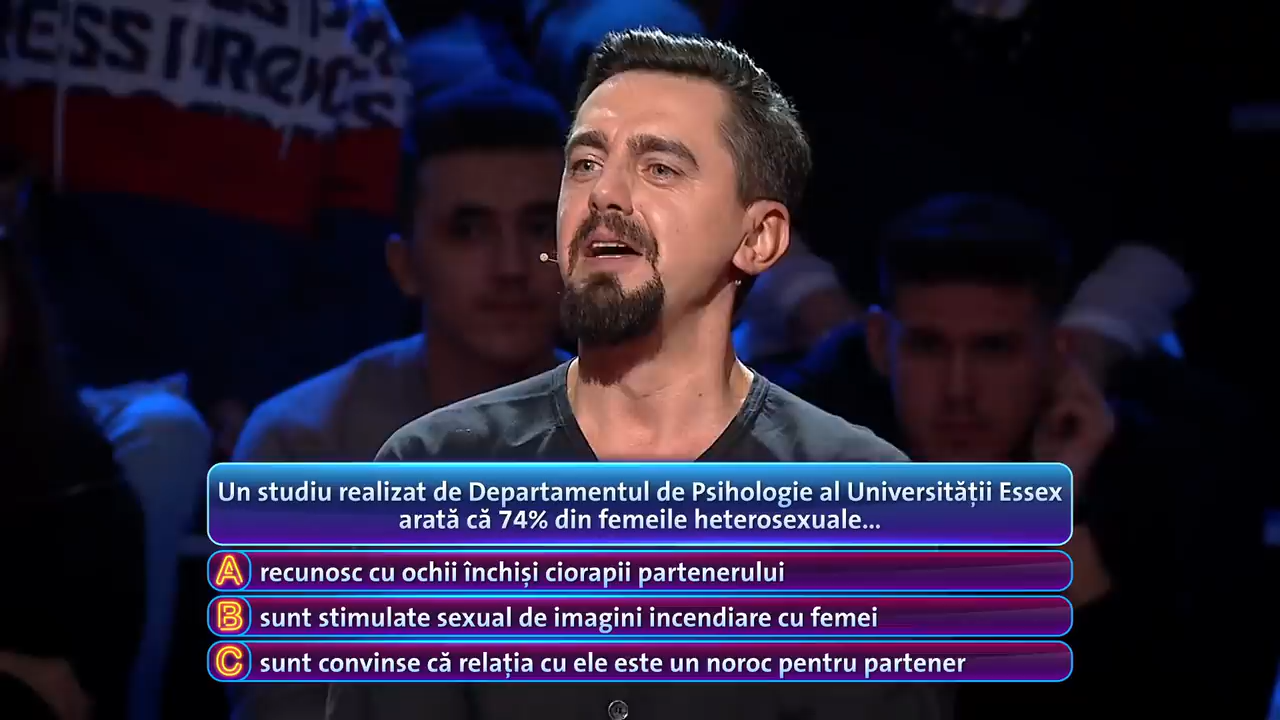 Un studiu realizat de Departamentul de Psihologie al Universității Essex
arată că 74% din femeile heterosexuale...
A recunosc cu ochii închiși ciorapii partenerului
B sunt stimulate sexual de imagini incendiare cu femei
C sunt convinse că relația cu ele este un noroc pentru partener